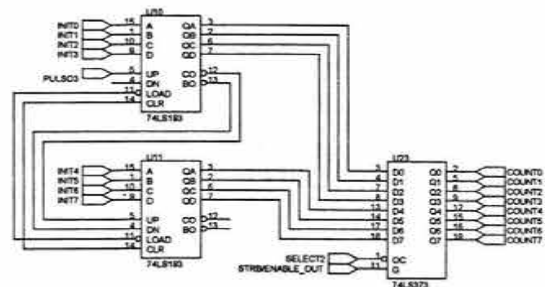 U10
INIT0 15 A QA 3
INIT1 1 B QB 2
INIT2 10 C QC 6
INIT3 9 D QD 7
PULSO3 5 UP CO 12
4 DN BO 13
11 LOAD
14 CLR
74LS193
U11
INIT4 15 A QA 3
INIT5 1 B QB 2
INIT6 10 C QC 6
INIT7 9 D QD 7
5 UP CO 12
4 DN BO 13
11 LOAD
14 CLR
74LS193
U23
3 D0 Q0 2 COUNT0
4 D1 Q1 5 COUNT1
7 D2 Q2 6 COUNT2
8 D3 Q3 9 COUNT3
13 D4 Q4 12 COUNT4
14 D5 Q5 15 COUNT5
17 D6 Q6 16 COUNT6
18 D7 Q7 19 COUNT7
SELECT2 1 OC
STRB/ENABLE_OUT 11 G
74LS373